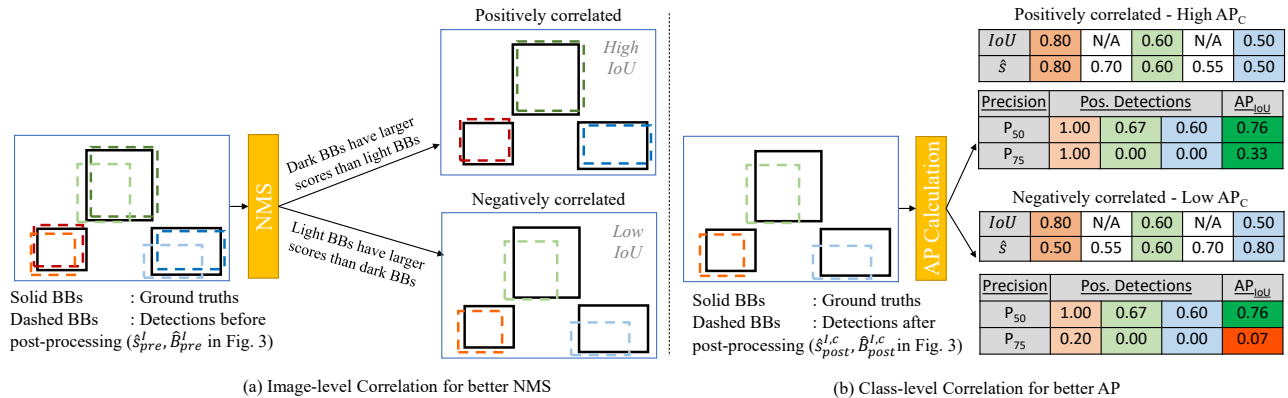 Positively correlated
High
IoU
Dark BBs have larger
scores than light BBs
NMS
Negatively correlated
Light BBs have larger
scores than dark BBs
Low
IoU
Solid BBs : Ground truths
Dashed BBs : Detections before
post-processing (ŝ^I_pre, B̂^I_pre in Fig. 3)
(a) Image-level Correlation for better NMS
AP Calculation
Solid BBs : Ground truths
Dashed BBs : Detections after
post-processing (ŝ^I,c_post, B̂^I,c_post in Fig. 3)
Positively correlated - High AP_C
IoU 0.80 N/A 0.60 N/A 0.50
ŝ 0.80 0.70 0.60 0.55 0.50
Precision Pos. Detections AP_IoU
P_50 1.00 0.67 0.60 0.76
P_75 1.00 0.00 0.00 0.33
Negatively correlated - Low AP_C
IoU 0.80 N/A 0.60 N/A 0.50
ŝ 0.50 0.55 0.60 0.70 0.80
Precision Pos. Detections AP_IoU
P_50 1.00 0.67 0.60 0.76
P_75 0.20 0.00 0.00 0.07
(b) Class-level Correlation for better AP